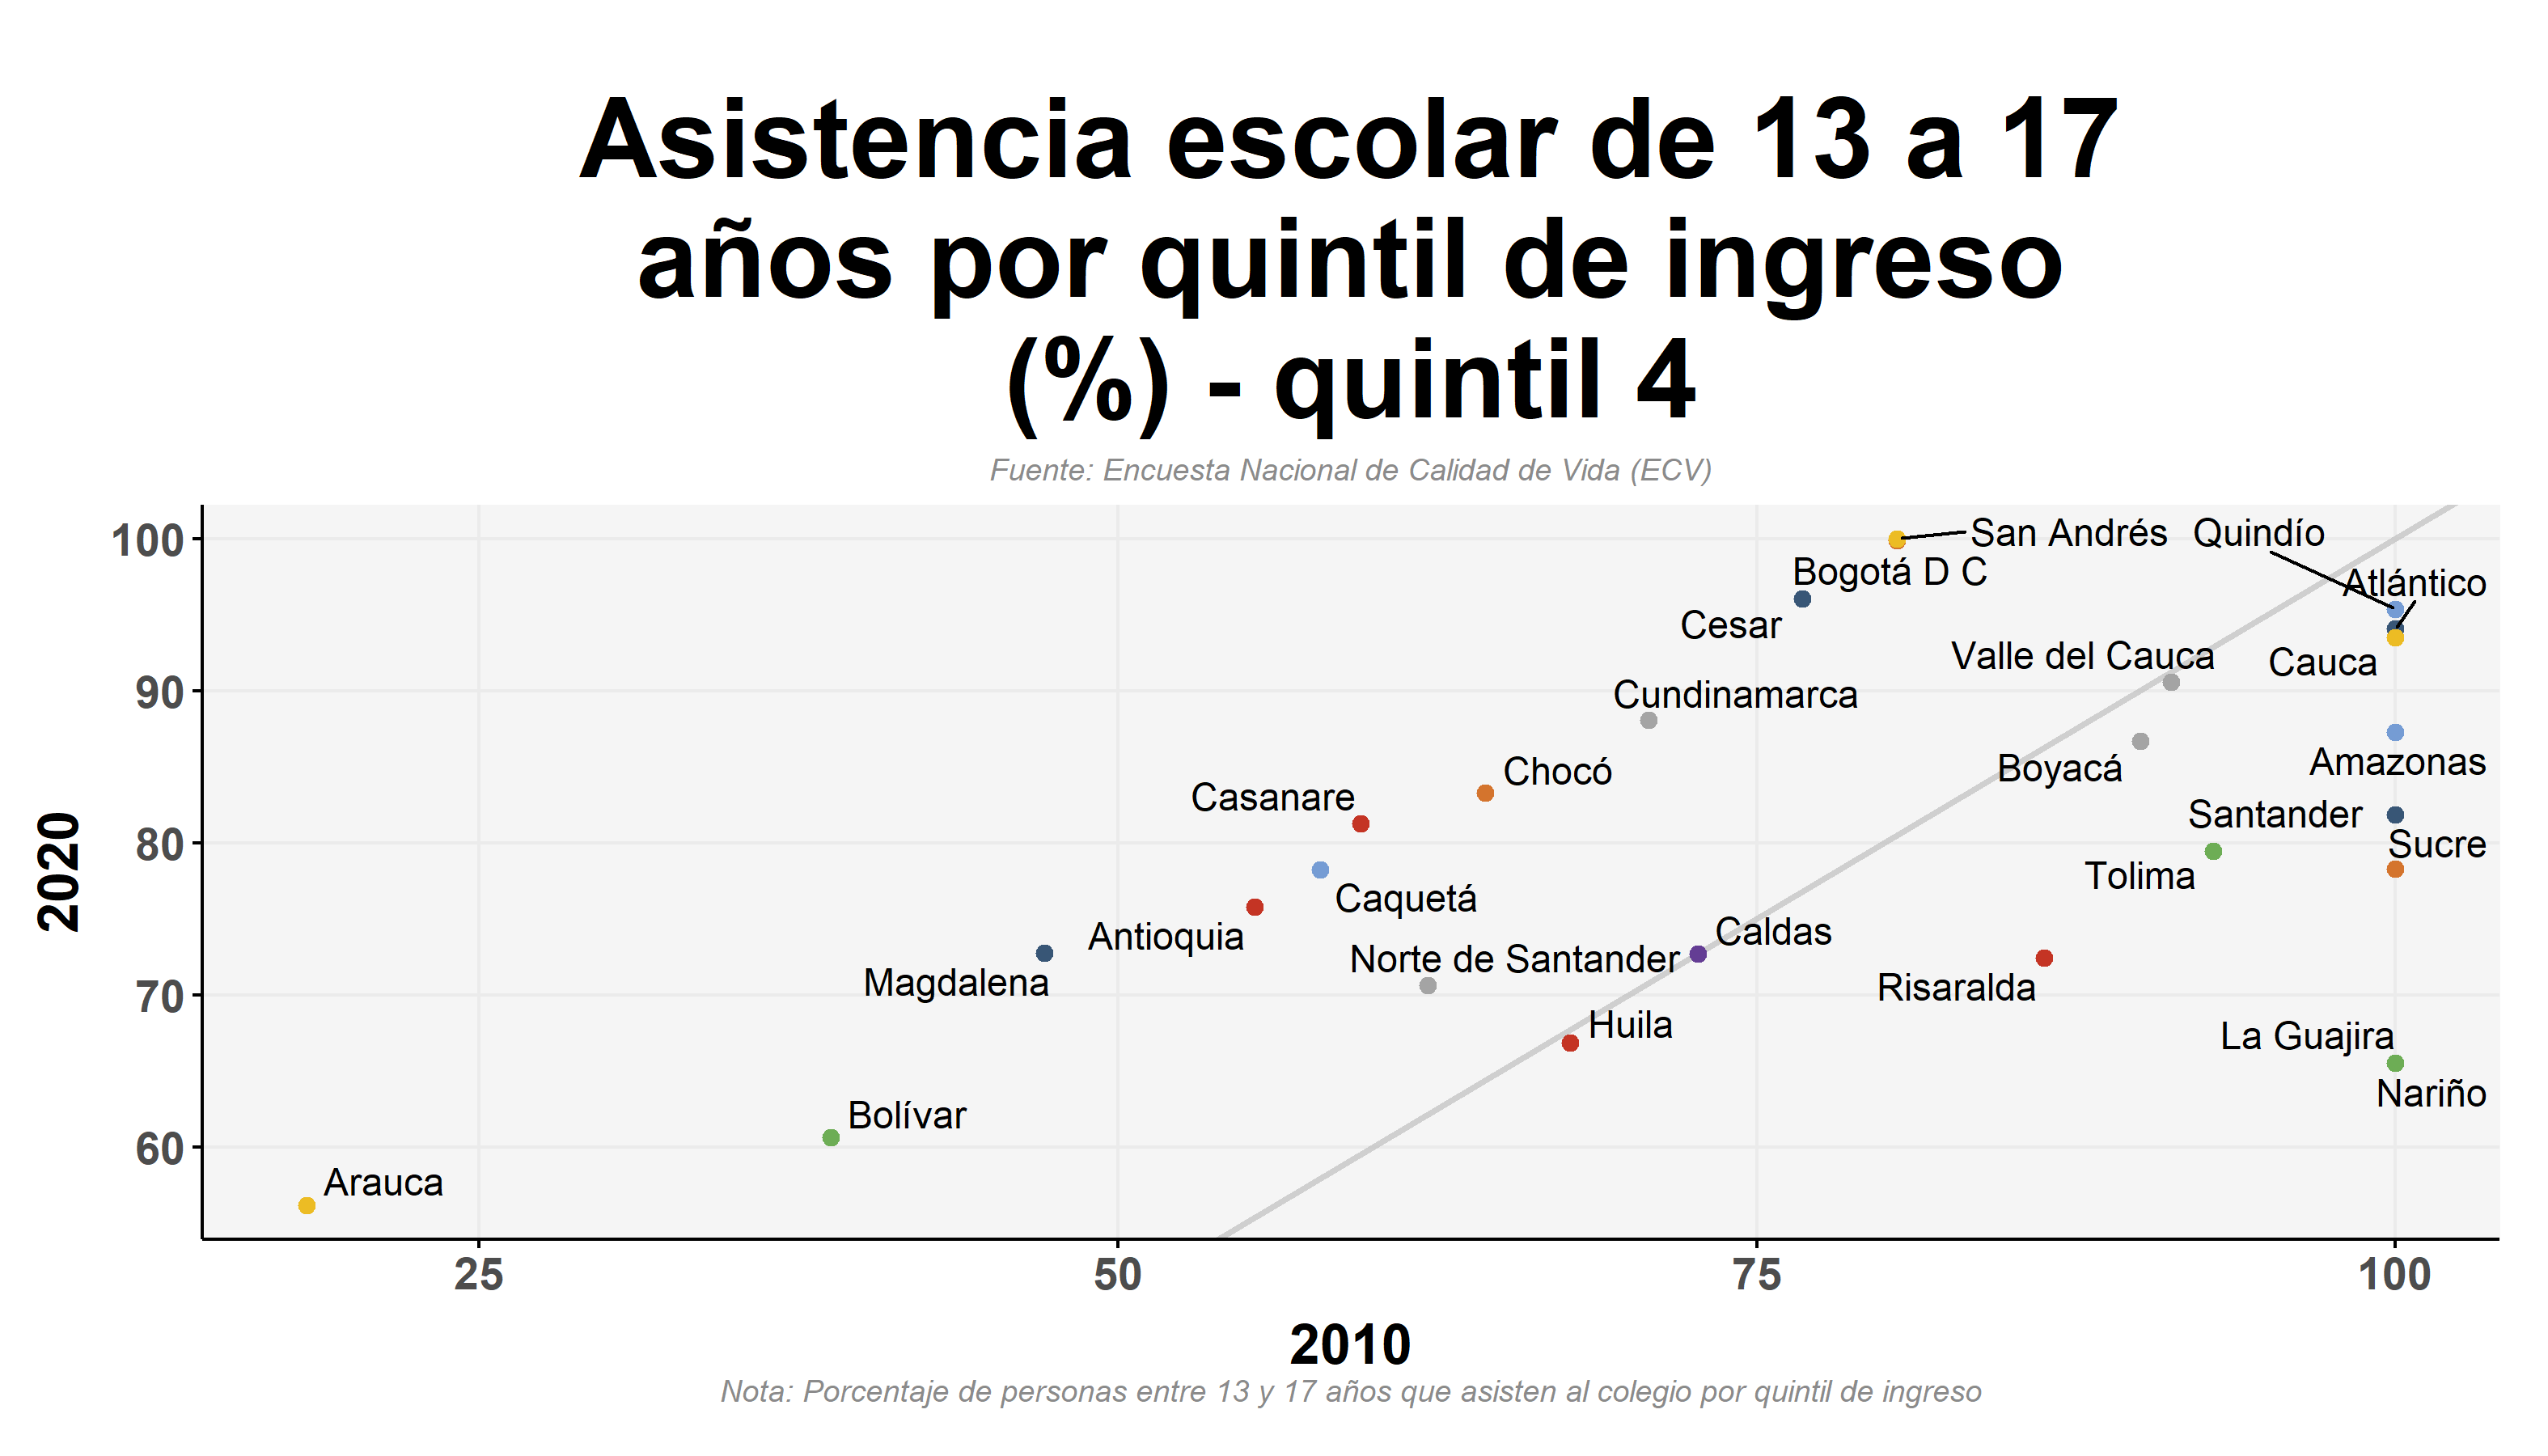 Asistencia escolar de 13 a 17
años por quintil de ingreso
(%) - quintil 4
Fuente: Encuesta Nacional de Calidad de Vida (ECV)
100
90
80
70
60
2020
San Andrés
Quindío
Bogotá D C
Atlántico
Cesar
Valle del Cauca
Cauca
Cundinamarca
Boyacá
Amazonas
Chocó
Casanare
Santander
Sucre
Tolima
Caquetá
Antioquia
Caldas
Norte de Santander
Magdalena
Risaralda
Huila
La Guajira
Nariño
Bolívar
Arauca
25
50
75
100
2010
Nota: Porcentaje de personas entre 13 y 17 años que asisten al colegio por quintil de ingreso